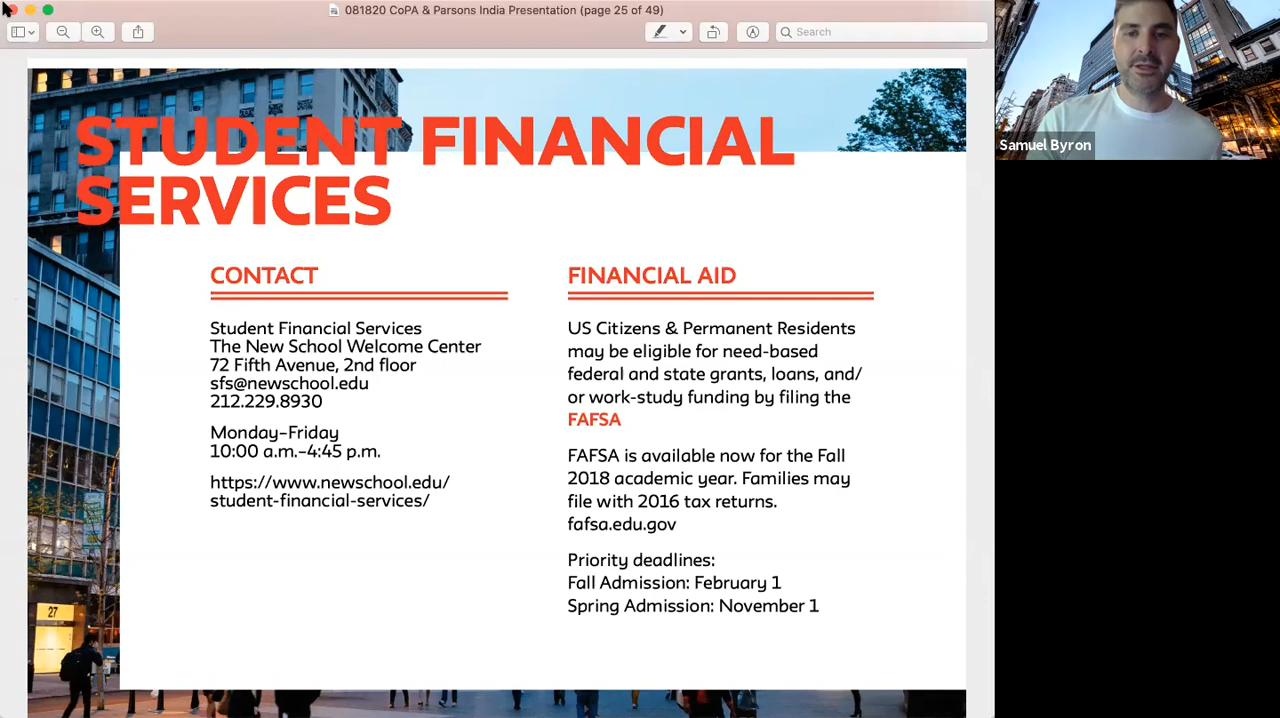 081820 CoPA & Parsons India Presentation (page 25 of 49)
Search
Samuel Byron
STUDENT FINANCIAL
SERVICES
CONTACT
Student Financial Services
The New School Welcome Center
72 Fifth Avenue, 2nd floor
sfs@newschool.edu
212.229.8930
Monday–Friday
10:00 a.m.–4:45 p.m.
https://www.newschool.edu/
student-financial-services/
FINANCIAL AID
US Citizens & Permanent Residents
may be eligible for need-based
federal and state grants, loans, and/
or work-study funding by filing the
FAFSA
FAFSA is available now for the Fall
2018 academic year. Families may
file with 2016 tax returns.
fafsa.edu.gov
Priority deadlines:
Fall Admission: February 1
Spring Admission: November 1
27